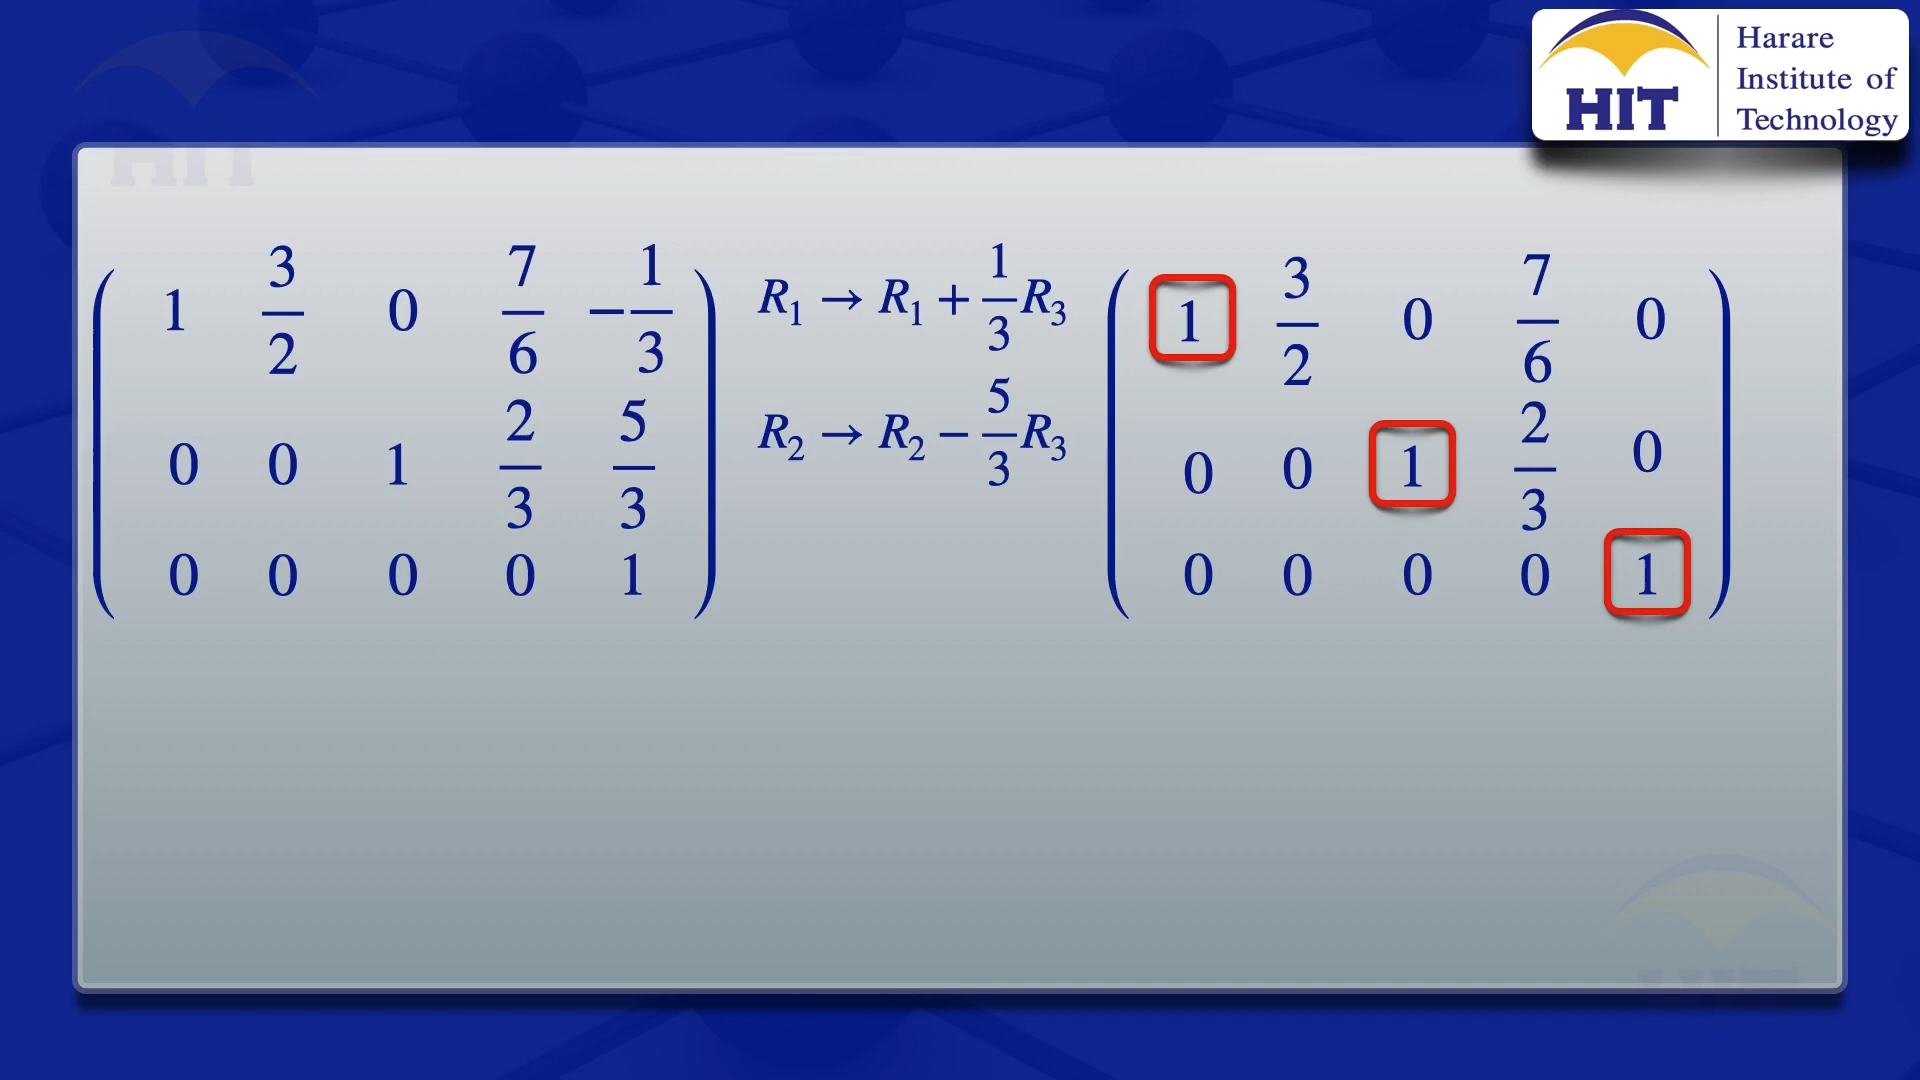 Harare
Institute of
Technology
HIT
HIT
1 3/2 0 7/6 −1/3
0 0 1 2/3 5/3
0 0 0 0 1
R₁ → R₁ + 1/3 R₃
R₂ → R₂ − 5/3 R₃
1 3/2 0 7/6 0
0 0 1 2/3 0
0 0 0 0 1
HIT